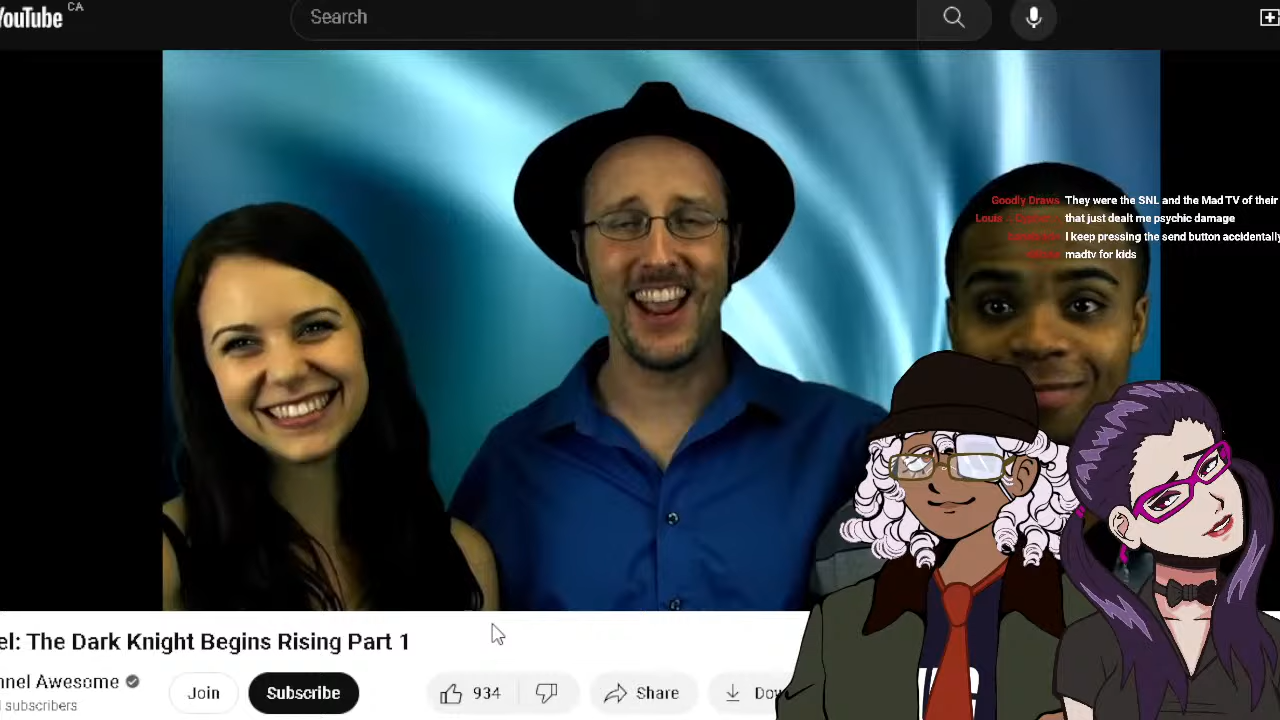 YouTube CA
Search
Goodly Draws They were the SNL and the Mad TV of their
Louis that just dealt me psychic damage
I keep pressing the send button accidentally
madtv for kids
el: The Dark Knight Begins Rising Part 1
nnel Awesome
Join
Subscribe
934
Share
Dow
subscribers